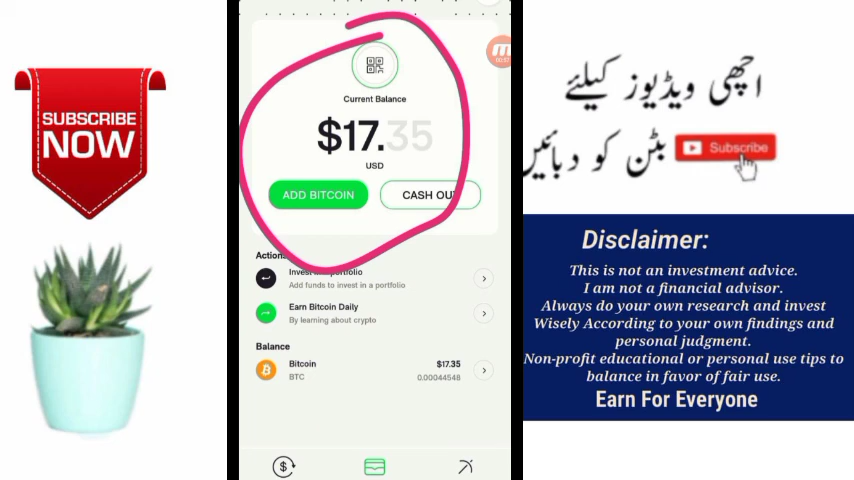 SUBSCRIBE
NOW
Current Balance
$17.35
USD
ADD BITCOIN
CASH OUT
Actions
Invest portfolio
Add funds to invest in a portfolio
Earn Bitcoin Daily
By learning about crypto
Balance
Bitcoin
$17.35
BTC
0.00044548
اچھی ویڈیوز کیلئے
بٹن کو دبائیں
Subscribe
Disclaimer:
This is not an investment advice.
I am not a financial advisor.
Always do your own research and invest
Wisely According to your own findings and
personal judgment.
Non-profit educational or personal use tips to
balance in favor of fair use.
Earn For Everyone